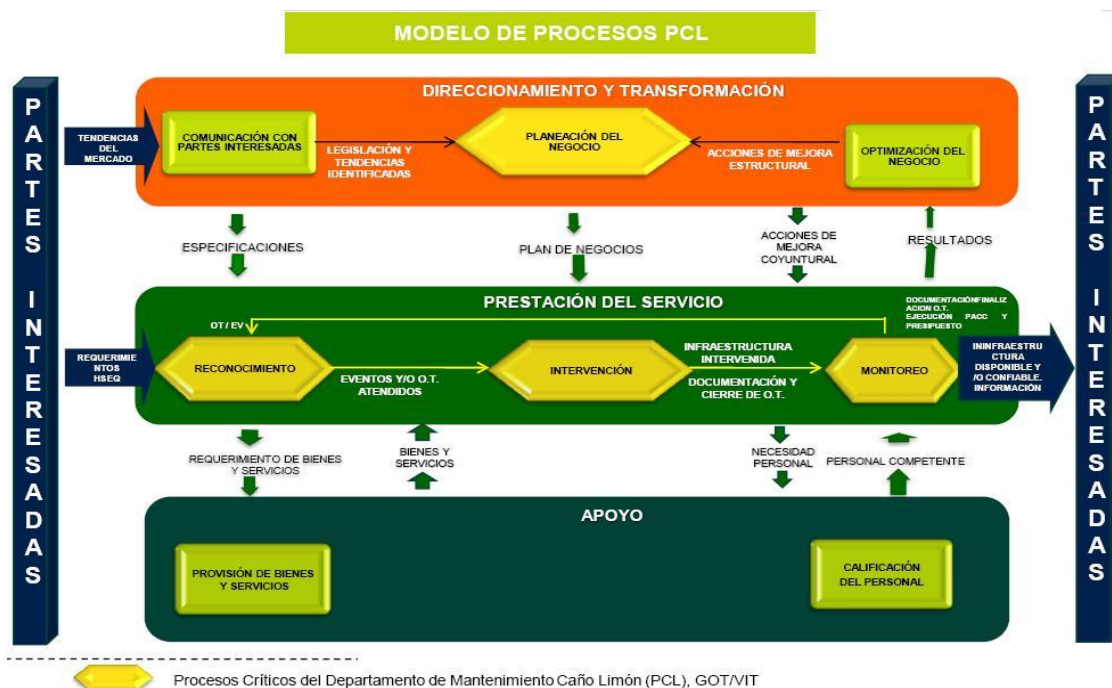 MODELO DE PROCESOS PCL
PARTES INTERESADAS
DIRECCIONAMIENTO Y TRANSFORMACIÓN
TENDENCIAS
DEL
MERCADO
COMUNICACIÓN CON
PARTES INTERESADAS
LEGISLACIÓN Y
TENDENCIAS
IDENTIFICADAS
PLANEACIÓN DEL
NEGOCIO
ACCIONES DE MEJORA
ESTRUCTURAL
OPTIMIZACIÓN DEL
NEGOCIO
ESPECIFICACIONES
PLAN DE NEGOCIOS
ACCIONES DE
MEJORA
COYUNTURAL
RESULTADOS
PRESTACIÓN DEL SERVICIO
DOCUMENTACIÓNFINALIZ
ACION O.T.
EJECUCIÓN PACC Y
PRESIPUESTO
OT / EV
REQUERIMIE
NTOS
HSEQ
RECONOCIMIENTO
EVENTOS Y/O O.T.
ATENDIDOS
INTERVENCIÓN
INFRAESTRUCTURA
INTERVENIDA
DOCUMENTACIÓN Y
CIERRE DE O.T.
MONITOREO
ININFRAESTRU
CTURA
DISPONIBLE Y
/O CONFIABLE.
INFORMACIÓN
REQUERIMIENTO DE BIENES
Y SERVICIOS
BIENES Y
SERVICIOS
NECESIDAD
PERSONAL
PERSONAL COMPETENTE
APOYO
PROVISIÓN DE BIENES
Y SERVICIOS
CALIFICACIÓN
DEL PERSONAL
PARTES INTERESADAS
Procesos Críticos del Departamento de Mantenimiento Caño Limón (PCL), GOT/VIT